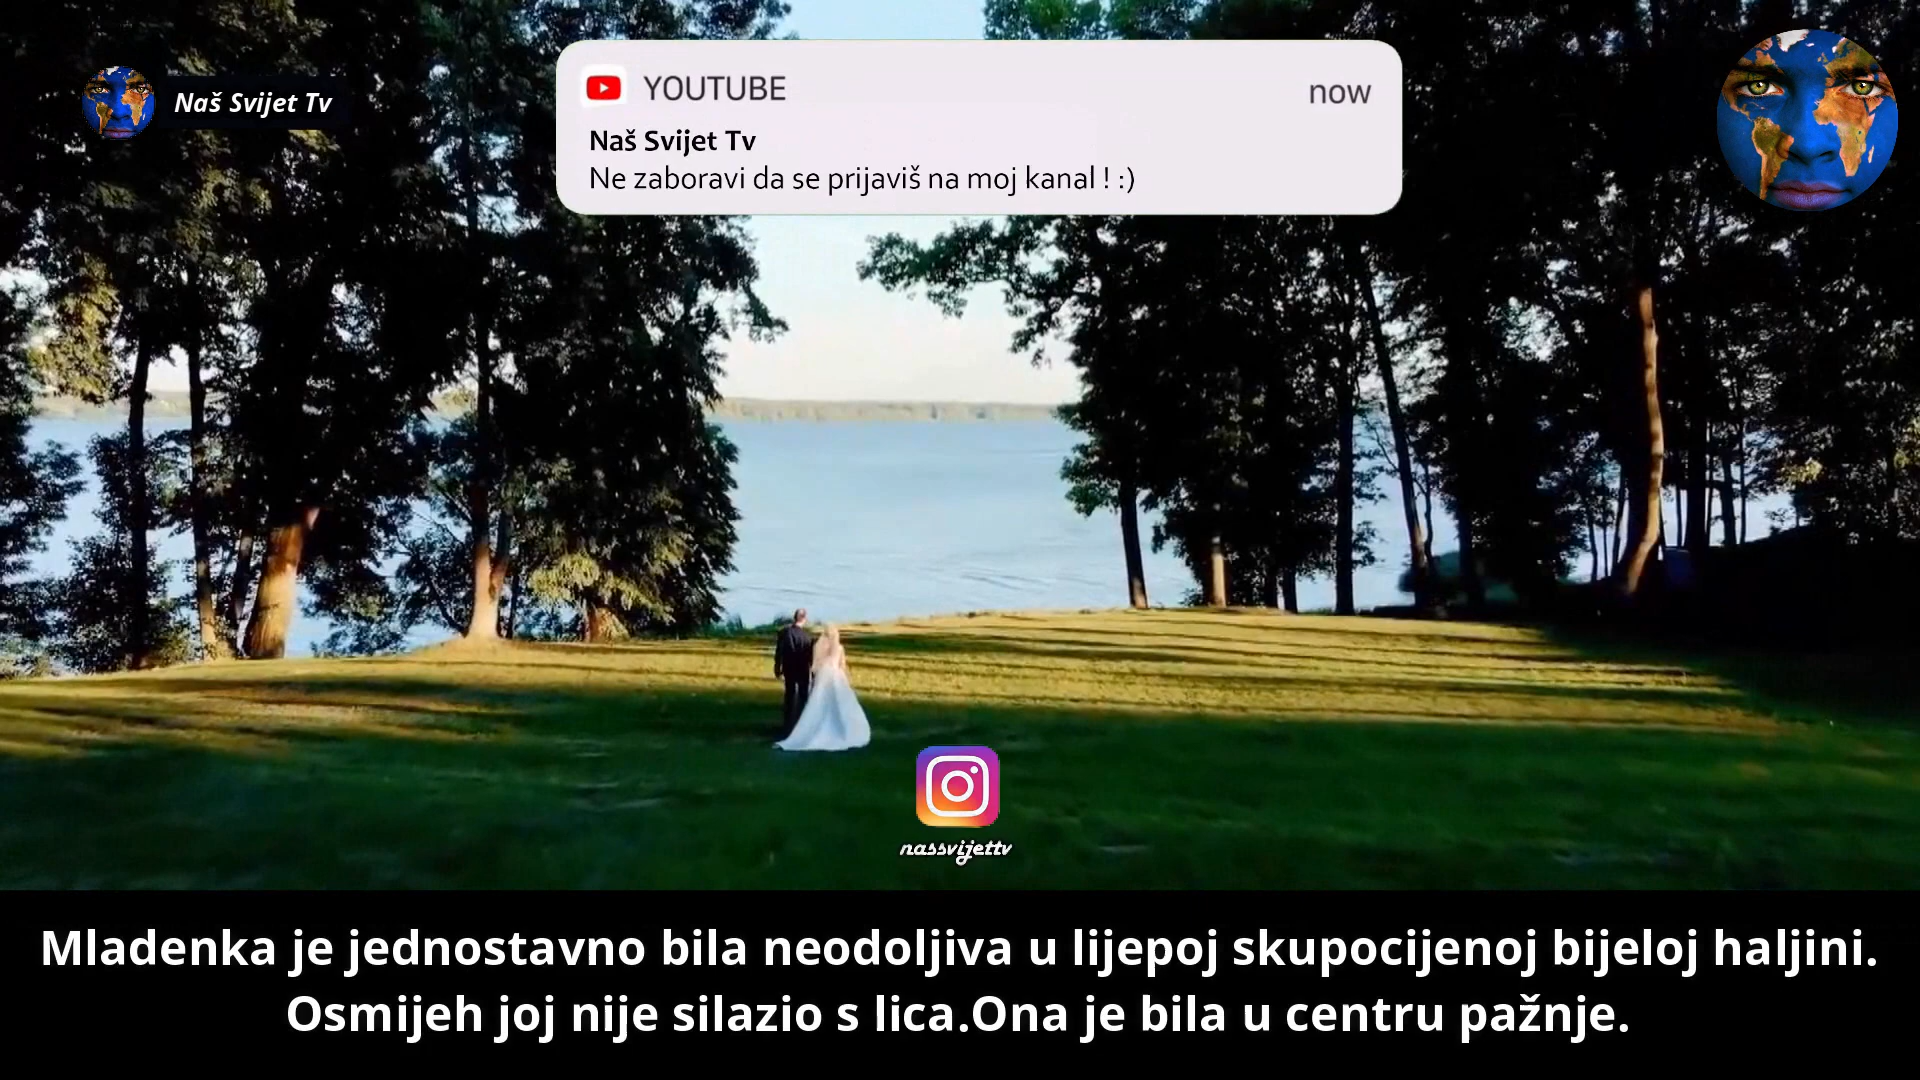 Naš Svijet Tv
YOUTUBE
now
Naš Svijet Tv
Ne zaboravi da se prijaviš na moj kanal ! :)
nassvijettv
Mladenka je jednostavno bila neodoljiva u lijepoj skupocijenoj bijeloj haljini.
Osmijeh joj nije silazio s lica.Ona je bila u centru pažnje.